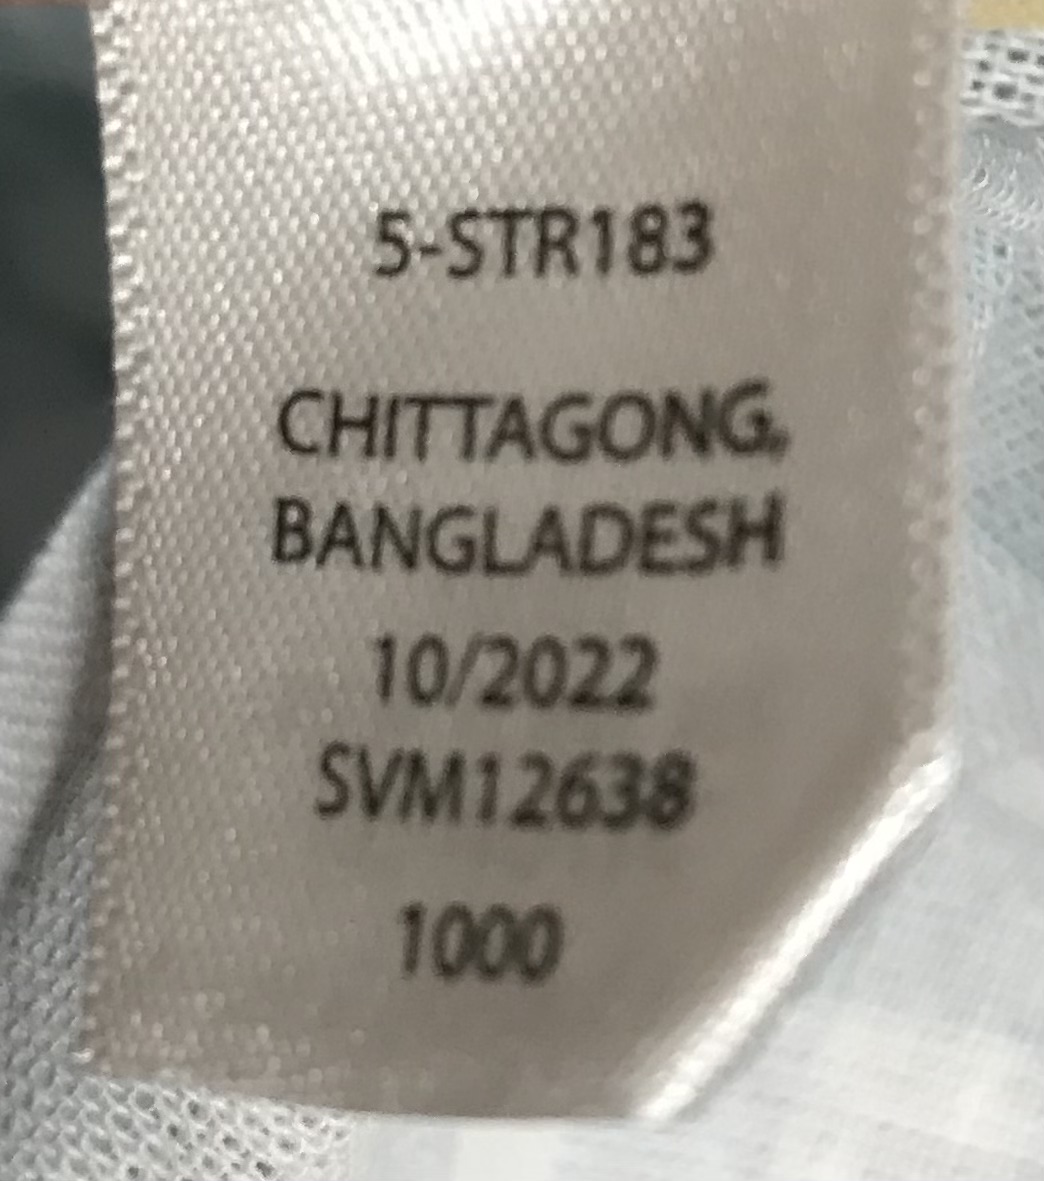 5-STR183
CHITTAGONG,
BANGLADESH
10/2022
SVM12638
1000